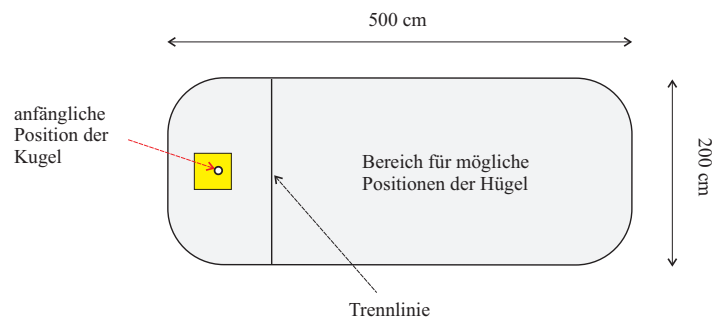 500 cm
anfängliche
Position der
Kugel
Bereich für mögliche
Positionen der Hügel
200 cm
Trennlinie